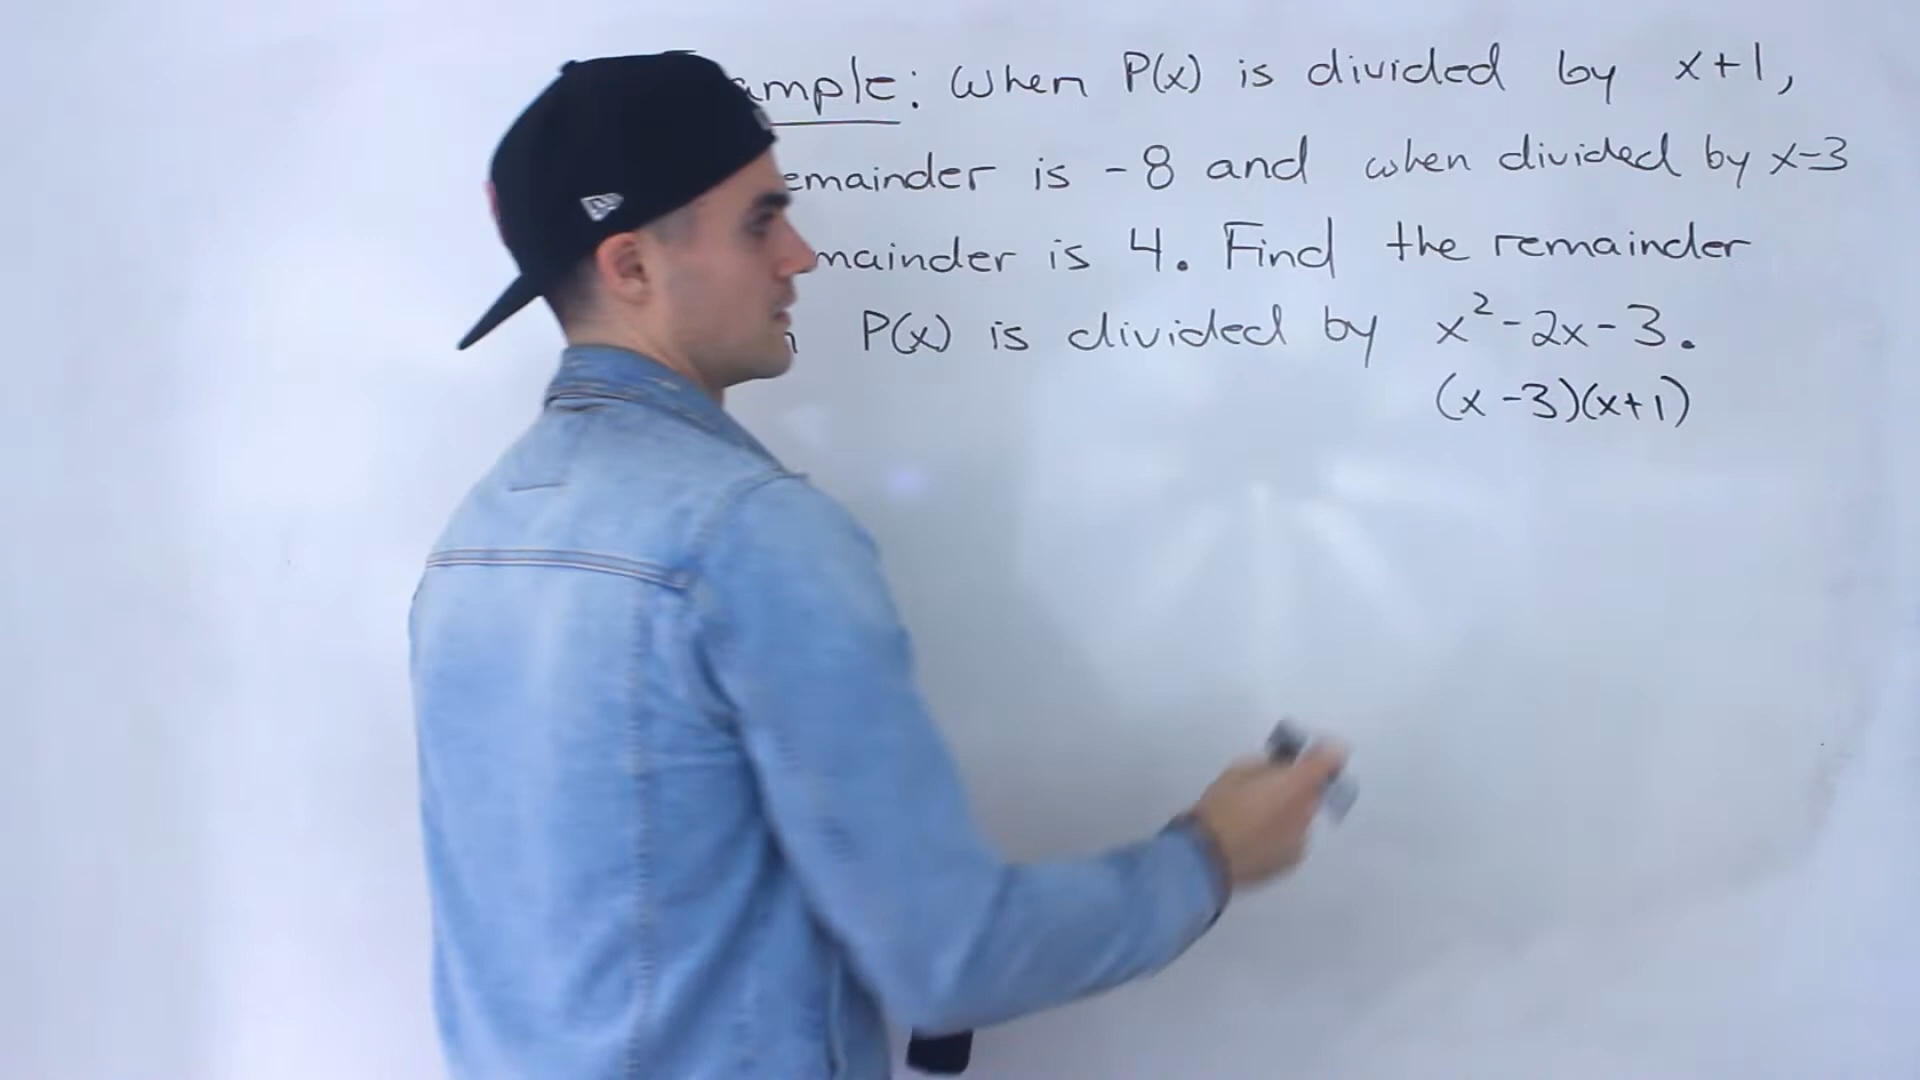 ample: when P(x) is divided by x+1,
emainder is -8 and when divided by x-3
mainder is 4. Find the remainder
n P(x) is divided by x²-2x-3.
(x-3)(x+1)